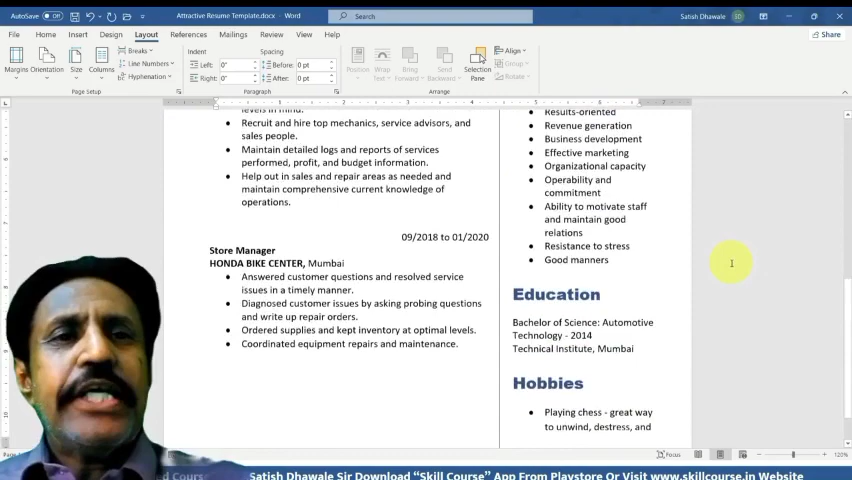 AutoSave Off
Attractive Resume Template.docx - Word
Search
Satish Dhawale
SD
File Home Insert Design Layout References Mailings Review View Help
Share
Margins Orientation Size Columns
Breaks
Line Numbers
Hyphenation
Page Setup
Indent
Left: 0"
Right: 0"
Spacing
Before: 0 pt
After: 0 pt
Paragraph
Position
Wrap Text
Bring Forward
Send Backward
Selection Pane
Align
Group
Rotate
Arrange
levels in mind.
Recruit and hire top mechanics, service advisors, and
sales people.
Maintain detailed logs and reports of services
performed, profit, and budget information.
Help out in sales and repair areas as needed and
maintain comprehensive current knowledge of
operations.
09/2018 to 01/2020
Store Manager
HONDA BIKE CENTER, Mumbai
Answered customer questions and resolved service
issues in a timely manner.
Diagnosed customer issues by asking probing questions
and write up repair orders.
Ordered supplies and kept inventory at optimal levels.
Coordinated equipment repairs and maintenance.
Results-oriented
Revenue generation
Business development
Effective marketing
Organizational capacity
Operability and
commitment
Ability to motivate staff
and maintain good
relations
Resistance to stress
Good manners
Education
Bachelor of Science: Automotive
Technology - 2014
Technical Institute, Mumbai
Hobbies
Playing chess - great way
to unwind, destress, and
Focus
120%
Satish Dhawale Sir Download "Skill Course" App From Playstore Or Visit www.skillcourse.in Website